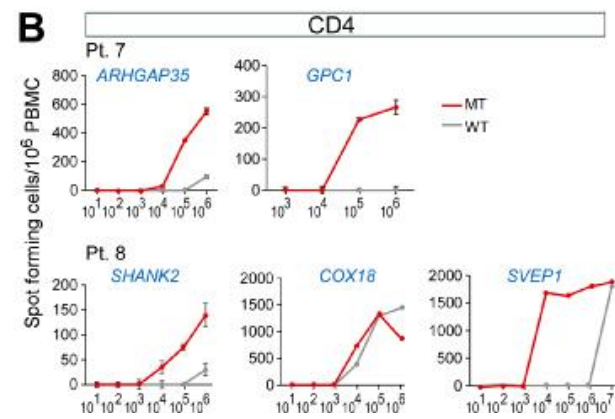 B
CD4
Spot forming cells/10⁶ PBMC
Pt. 7
ARHGAP35
800
600
400
200
0
10¹ 10² 10³ 10⁴ 10⁵ 10⁶
GPC1
400
300
200
100
0
10³ 10⁴ 10⁵ 10⁶
MT
WT
Pt. 8
SHANK2
200
150
100
50
0
10¹ 10² 10³ 10⁴ 10⁵ 10⁶
COX18
2000
1500
1000
500
0
10¹ 10² 10³ 10⁴ 10⁵ 10⁶
SVEP1
2000
1500
1000
500
0
10¹ 10² 10³ 10⁴ 10⁵ 10⁶ 10⁷